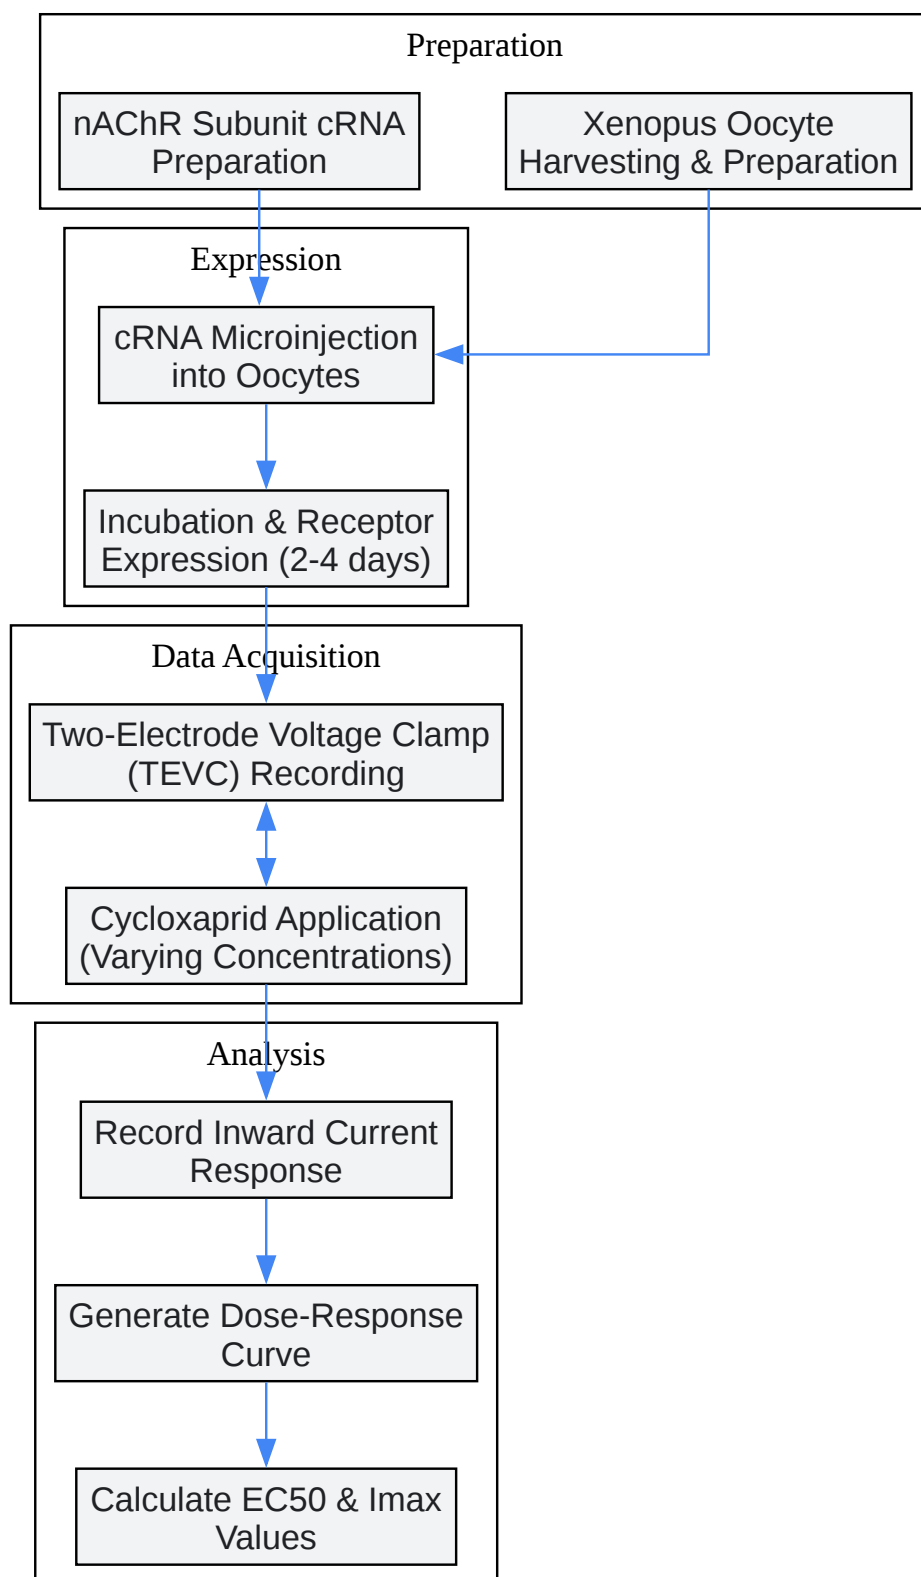 Preparation
nAChR Subunit cRNA
Preparation
Xenopus Oocyte
Harvesting & Preparation
Expression
cRNA Microinjection
into Oocytes
Incubation & Receptor
Expression (2-4 days)
Data Acquisition
Two-Electrode Voltage Clamp
(TEVC) Recording
Cycloxaprid Application
(Varying Concentrations)
Analysis
Record Inward Current
Response
Generate Dose-Response
Curve
Calculate EC50 & Imax
Values